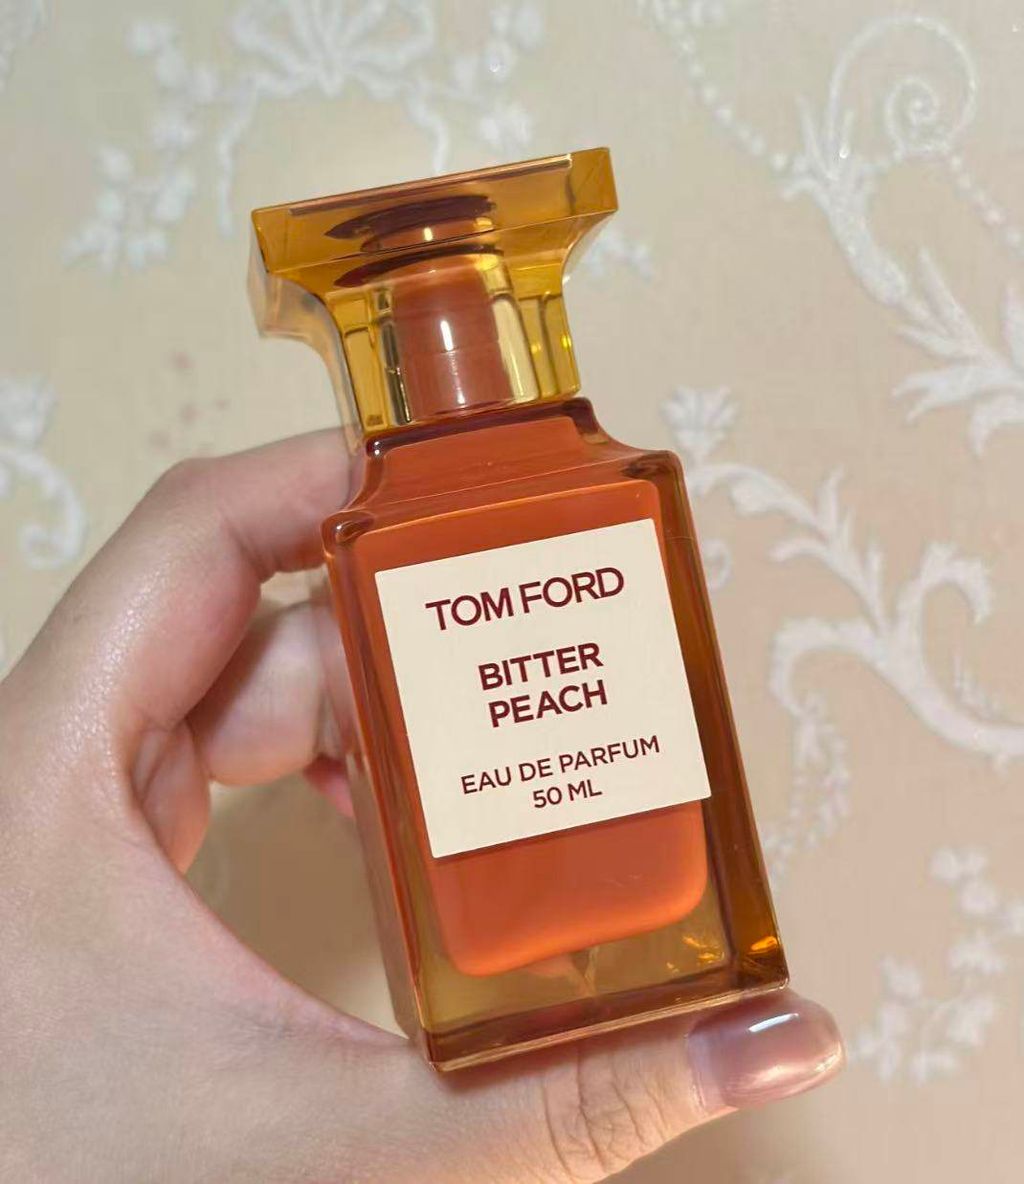 TOM FORD
BITTER
PEACH
EAU DE PARFUM
50 ML